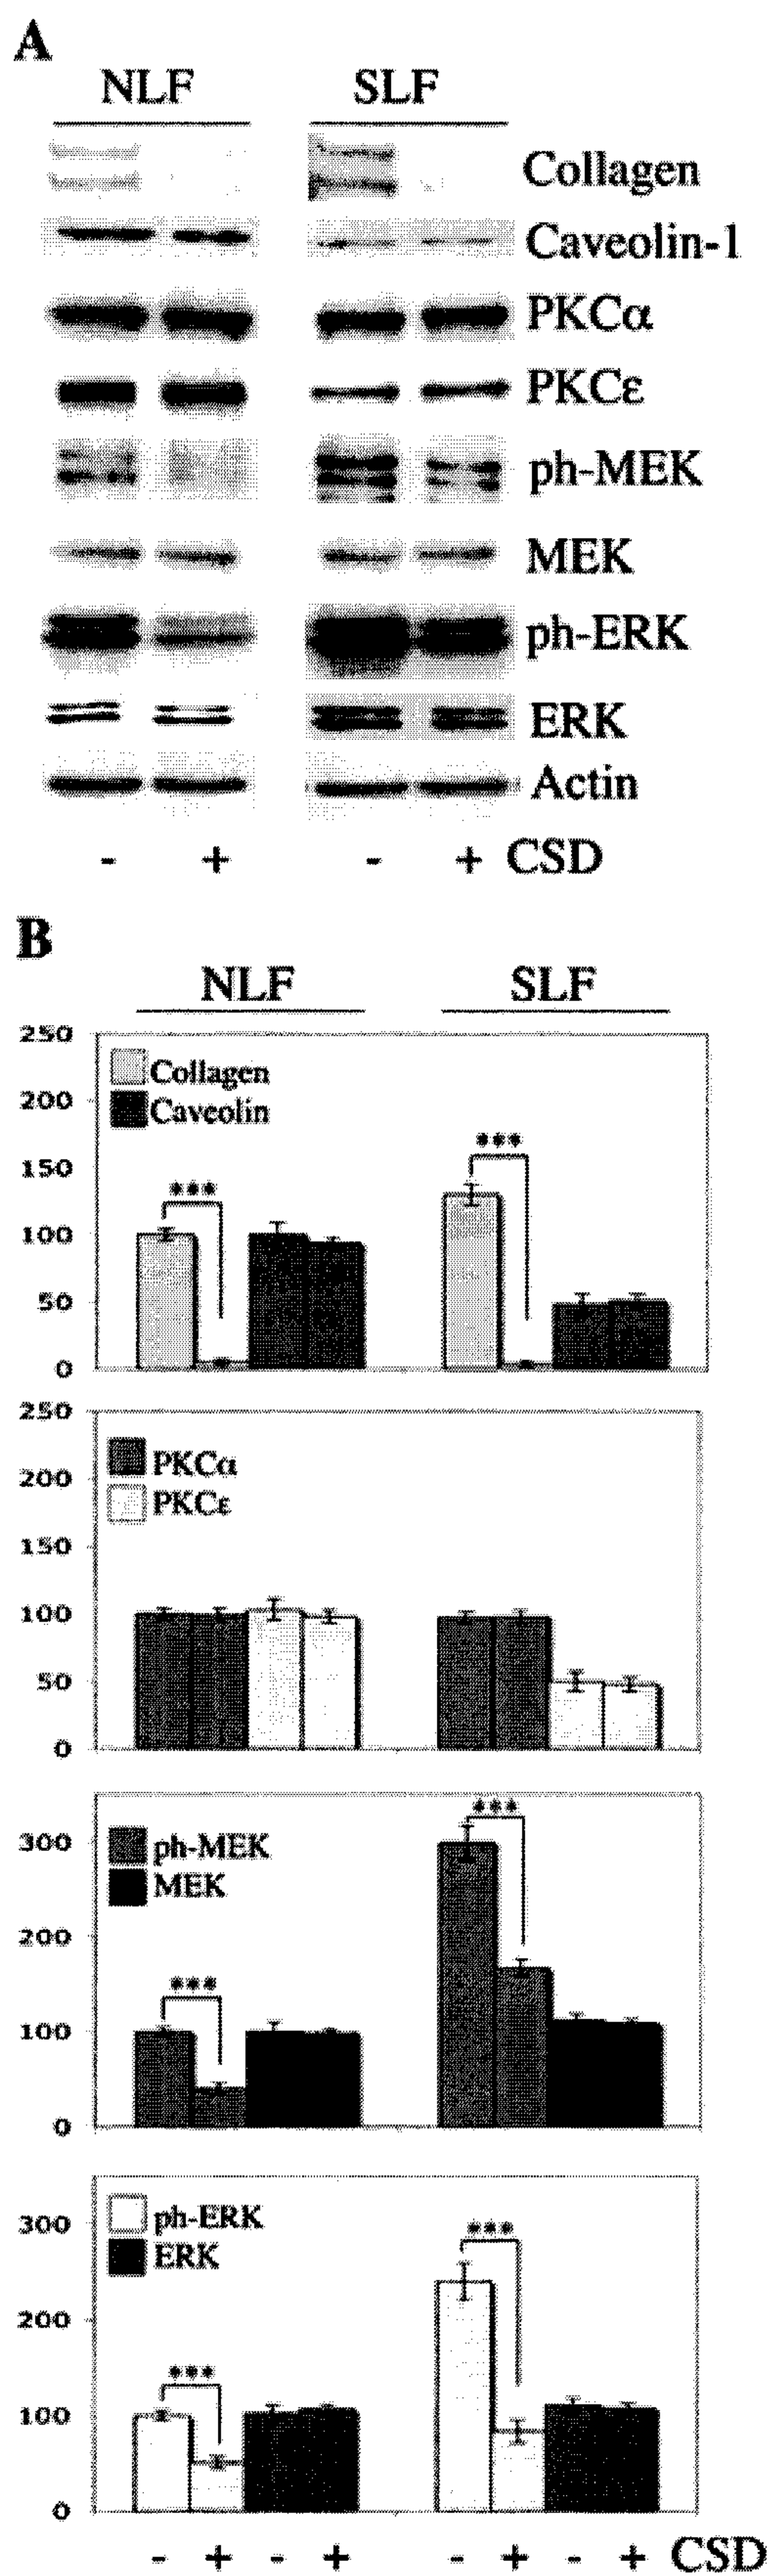 A
NLF SLF
Collagen
Caveolin-1
PKCα
PKCε
ph-MEK
MEK
ph-ERK
ERK
Actin
- + - + CSD
B
NLF SLF
250
200
150
100
50
0
Collagen
Caveolin
*** ***
250
200
150
100
50
0
PKCα
PKCε
300
200
100
0
ph-MEK
MEK
*** ***
300
200
100
0
ph-ERK
ERK
*** ***
- + - + - + - + CSD